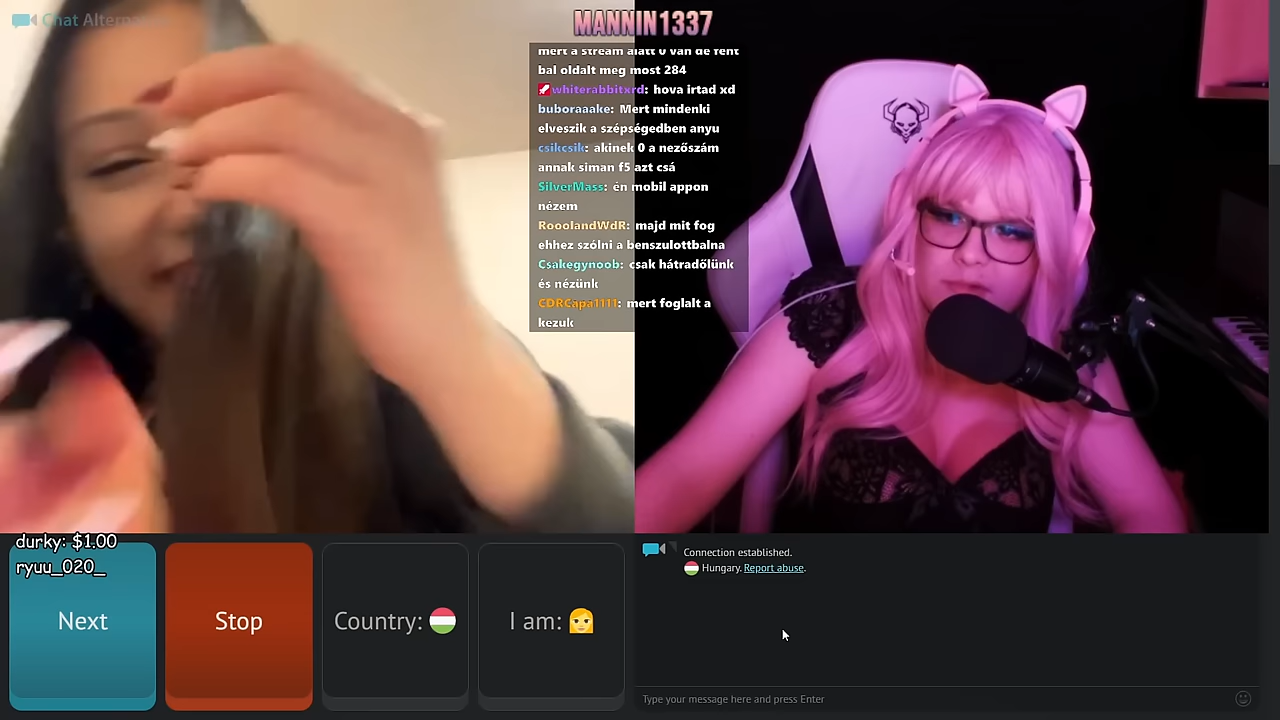 Chat Alternative
MANNIN1337
mert a stream alatt 0 van de fent
bal oldalt meg most 284
whiterabbitxrd: hova irtad xd
buboraaake: Mert mindenki
elveszik a szépségedben anyu
csikcsik: akinek 0 a nezőszám
annak siman f5 azt csá
SilverMass: én mobil appon
nézem
RooolandWdR: majd mit fog
ehhez szólni a benszulottbalna
Csakegynoob: csak hátradőlünk
és nézünk
CDRCapa1111: mert foglalt a
kezuk
durky: $1.00
ryuu_020_
Next
Stop
Country:
I am:
Connection established.
Hungary. Report abuse.
Type your message here and press Enter